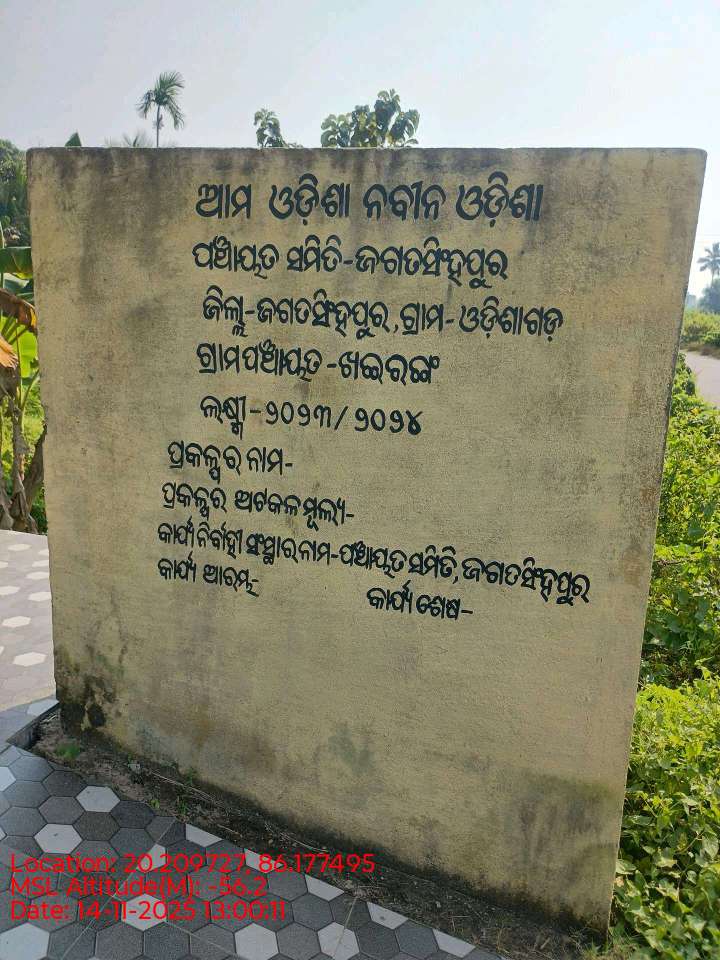 ଆମ ଓଡ଼ିଶା ନବୀନ ଓଡ଼ିଶା
ପଞ୍ଚାୟତ ସମିତି-ଜଗତସିଂହପୁର
ଜିଲ୍ଲା-ଜଗତସିଂହପୁର, ଗ୍ରାମ-ଓଡ଼ିଶାଗଡ଼
ଗ୍ରାମପଞ୍ଚାୟତ-ଖଇରଙ୍ଗ
ଲକ୍ଷ୍ମୀ-୨୦୨୩/୨୦୨୪
ପ୍ରକଳ୍ପର ନାମ-
ପ୍ରକଳ୍ପର ଅଟକଳମୂଲ୍ୟ-
କାର୍ଯ୍ୟନିର୍ବାହୀ ସଂସ୍ଥାର ନାମ-ପଞ୍ଚାୟତ ସମିତି, ଜଗତସିଂହପୁର
କାର୍ଯ୍ୟ ଆରମ୍ଭ- କାର୍ଯ୍ୟ ଶେଷ-
Location: 20.209727, 86.177495
MSL Altitude(M): -56.2
Date: 14-11-2025 13:00:11